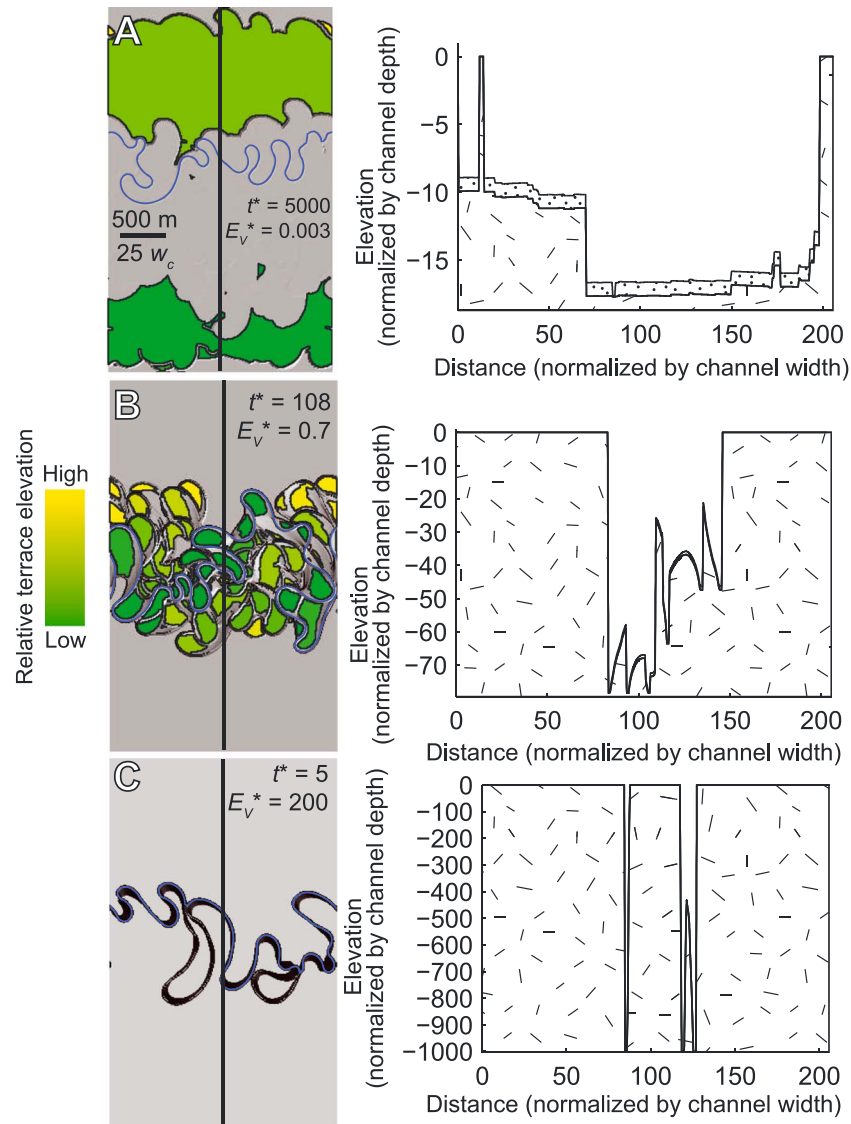 A
t* = 5000
E_V* = 0.003
500 m
25 w_c
Elevation
(normalized by channel depth)
0
−5
−10
−15
0
50
100
150
200
Distance (normalized by channel width)
B
t* = 108
E_V* = 0.7
Relative terrace elevation
High
Low
Elevation
(normalized by channel depth)
0
−10
−20
−30
−40
−50
−60
−70
0
50
100
150
200
Distance (normalized by channel width)
C
t* = 5
E_V* = 200
Elevation
(normalized by channel depth)
0
−100
−200
−300
−400
−500
−600
−700
−800
−900
−1000
0
50
100
150
200
Distance (normalized by channel width)